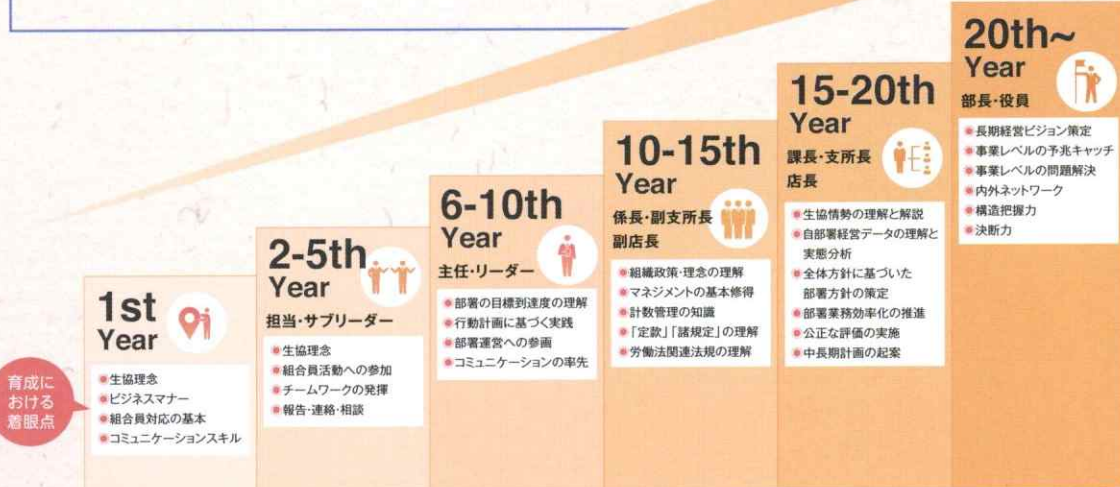 育成に
おける
着眼点
1st
Year
●生協理念
●ビジネスマナー
●組合員対応の基本
●コミュニケーションスキル
2-5th
Year
担当・サブリーダー
●生協理念
●組合員活動への参加
●チームワークの発揮
●報告・連絡・相談
6-10th
Year
主任・リーダー
●部署の目標到達度の理解
●行動計画に基づく実践
●部署運営への参画
●コミュニケーションの率先
10-15th
Year
係長・副支所長
副店長
●組織政策・理念の理解
●マネジメントの基本修得
●計数管理の知識
●「定款」「諸規定」の理解
●労働法関連法規の理解
15-20th
Year
課長・支所長
店長
●生協情勢の理解と解説
●自部署経営データの理解と
実態分析
●全体方針に基づいた
部署方針の策定
●部署業務効率化の推進
●公正な評価の実施
●中長期計画の起案
20th~
Year
部長・役員
●長期経営ビジョン策定
●事業レベルの予兆キャッチ
●事業レベルの問題解決
●内外ネットワーク
●構造把握力
●決断力